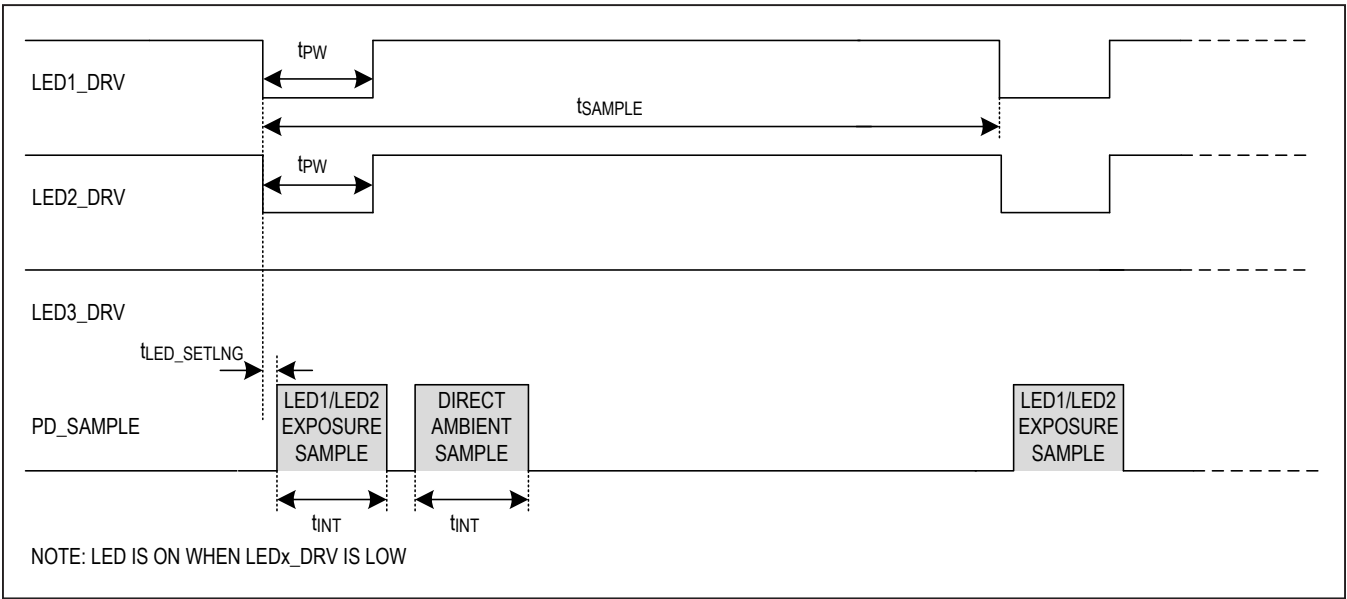 LED1_DRV
tPW
tSAMPLE
LED2_DRV
tPW
LED3_DRV
tLED_SETLNG
PD_SAMPLE
LED1/LED2
EXPOSURE
SAMPLE
DIRECT
AMBIENT
SAMPLE
LED1/LED2
EXPOSURE
SAMPLE
tINT
tINT
NOTE: LED IS ON WHEN LEDx_DRV IS LOW